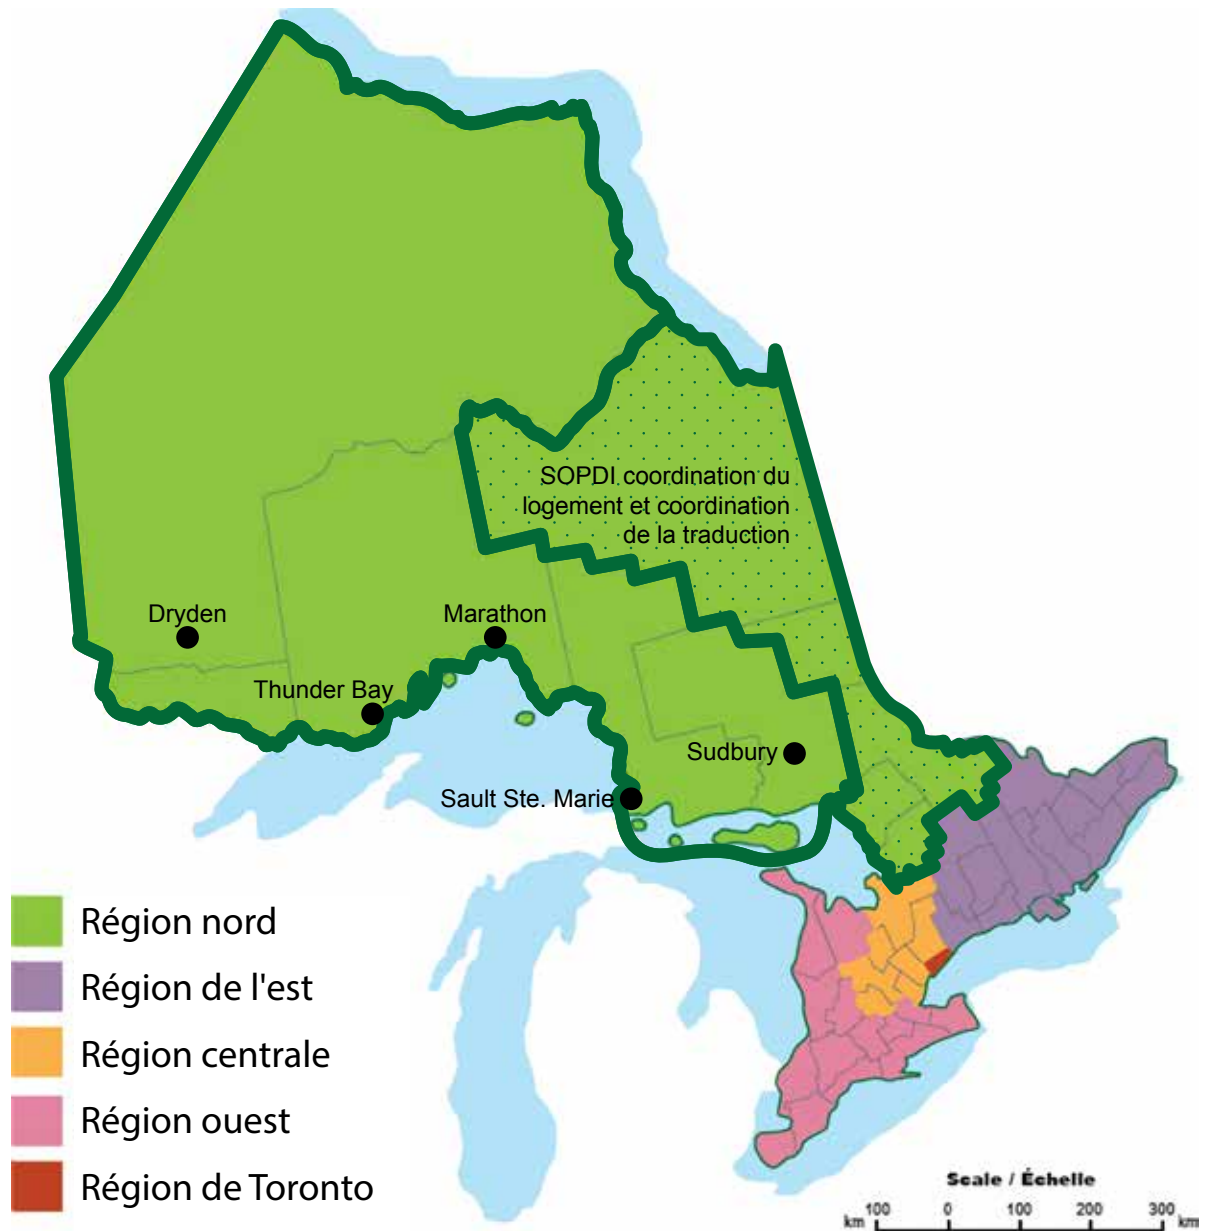 SOPDI coordination du
logement et coordination
de la traduction
Dryden
Marathon
Thunder Bay
Sudbury
Sault Ste. Marie
Région nord
Région de l'est
Région centrale
Région ouest
Région de Toronto
Scale / Échelle
km 100 0 100 200 300 km